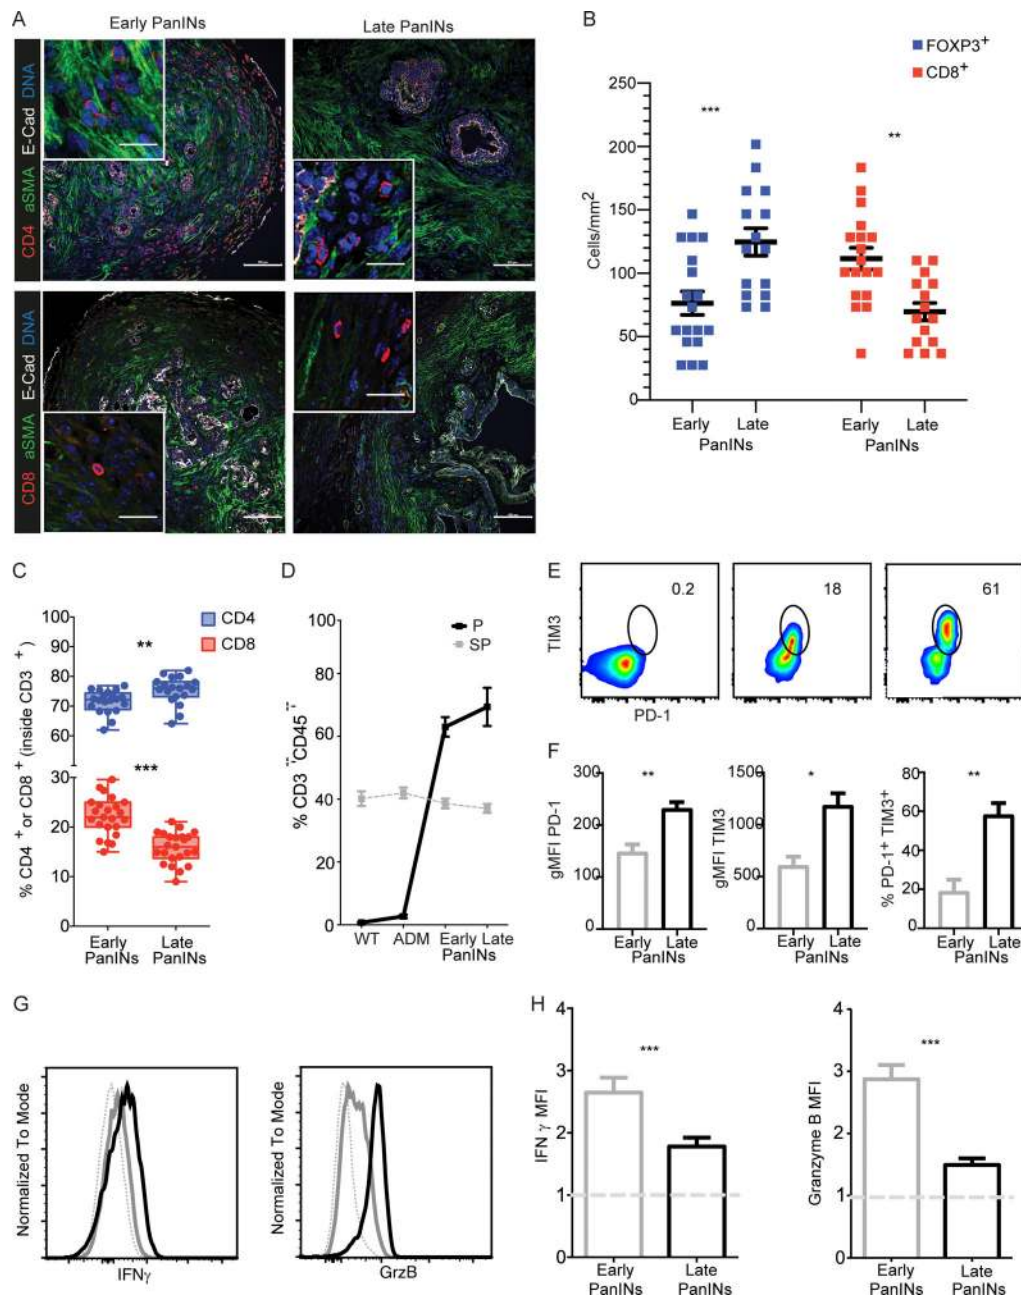 A
Early PanINs
Late PanINs
CD4 aSMA E-Cad DNA
CD8 aSMA E-Cad DNA
B
FOXP3+
CD8+
***
**
Cells/mm2
250
200
150
100
50
0
Early Late
PanINs
Early Late
PanINs
C
CD4
CD8
**
***
% CD4 + or CD8 + (inside CD3 +)
100
90
80
70
60
30
20
10
0
Early
PanINs
Late
PanINs
D
P
SP
% CD3 +CD45 +
100
80
60
40
20
0
WT
ADM
Early Late
PanINs
E
0.2
18
61
TIM3
PD-1
F
gMFI PD-1
300
200
100
0
**
Early Late
PanINs
gMFI TIM3
1500
1000
500
0
*
Early Late
PanINs
% PD-1+ TIM3+
80
60
40
20
0
**
Early Late
PanINs
G
Normalized To Mode
IFNγ
Normalized To Mode
GrzB
H
IFN γ MFI
4
3
2
1
0
***
Early
PanINs
Late
PanINs
Granzyme B MFI
4
3
2
1
0
***
Early
PanINs
Late
PanINs